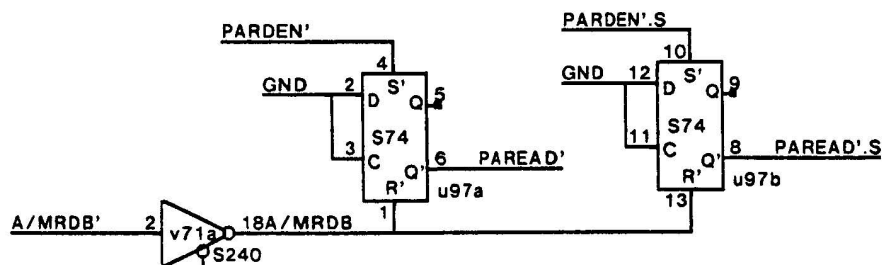 PARDEN' PARDEN'.S
4 10
GND 2 S' 5 GND 12 S' 9
D Q D Q
S74 S74
3 C 6 PAREAD' 11 C 8 PAREAD'.S
Q' Q'
R' u97a R' u97b
1 13
A/MRDB' 2 v71a 18A/MRDB
S240